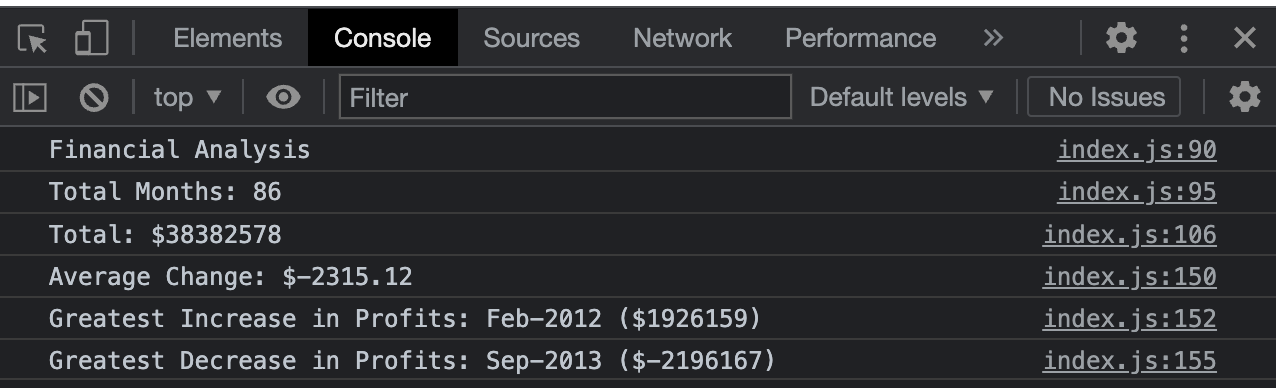 Elements Console Sources Network Performance »
top ▼ Filter Default levels ▼ No Issues
Financial Analysis index.js:90
Total Months: 86 index.js:95
Total: $38382578 index.js:106
Average Change: $-2315.12 index.js:150
Greatest Increase in Profits: Feb-2012 ($1926159) index.js:152
Greatest Decrease in Profits: Sep-2013 ($-2196167) index.js:155